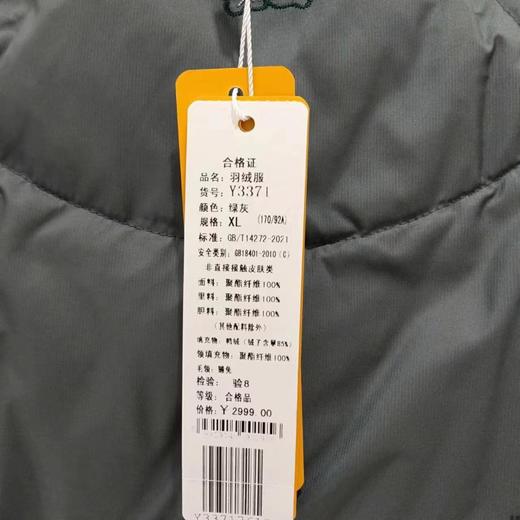 合格证
品名：羽绒服
货号：Y3371
颜色：绿灰
规格：XL （170/92A）
标准：GB/T14272-2021
安全类别：GB18401-2010（C）
非直接接触皮肤类
面料：聚酯纤维100%
里料：聚酯纤维100%
胆料：聚酯纤维100%
（其他配料除外）
填充物：鸭绒（绒子含量85%）
领填充物：聚酯纤维100%
毛领：獭兔
检验：验8
等级：合格品
价格：￥2999.00